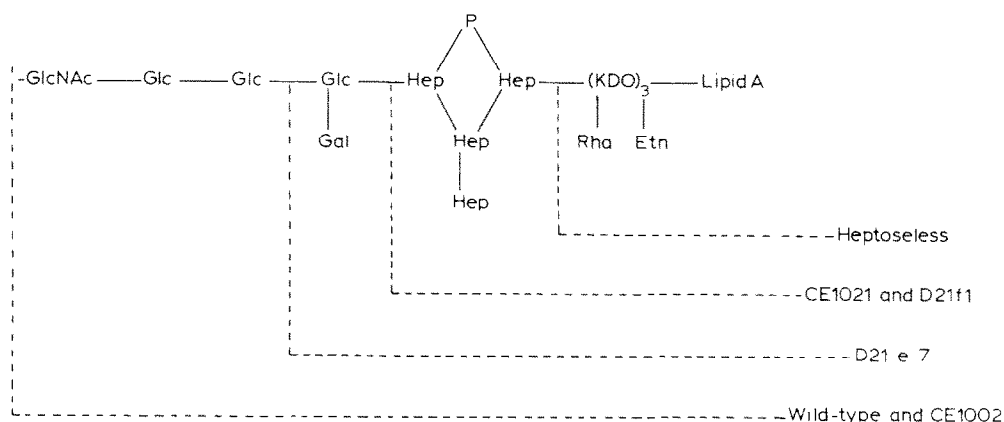 P
-GlcNAc Glc Glc Glc Hep Hep (KDO)3 Lipid A
Gal Hep Rha Etn
Hep
Heptoseless
CE1021 and D21f1
D21 e 7
Wild-type and CE1002